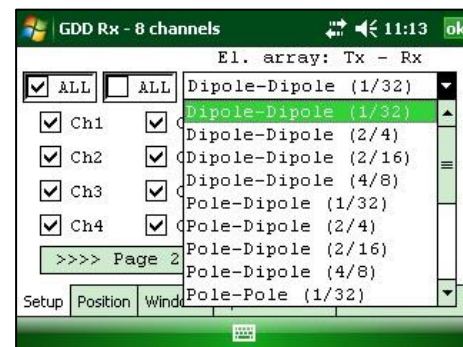 GDD Rx - 8 channels 11:13 ok
El. array: Tx - Rx
ALL ALL Dipole-Dipole (1/32)
Dipole-Dipole (1/32)
Ch1
Dipole-Dipole (2/4)
Ch2 Dipole-Dipole (2/16)
Dipole-Dipole (4/8)
Ch3
Pole-Dipole (1/32)
Ch4 Pole-Dipole (2/4)
Pole-Dipole (2/16)
>>>> Page 2
Pole-Dipole (4/8)
Setup Position Pole-Pole (1/32)